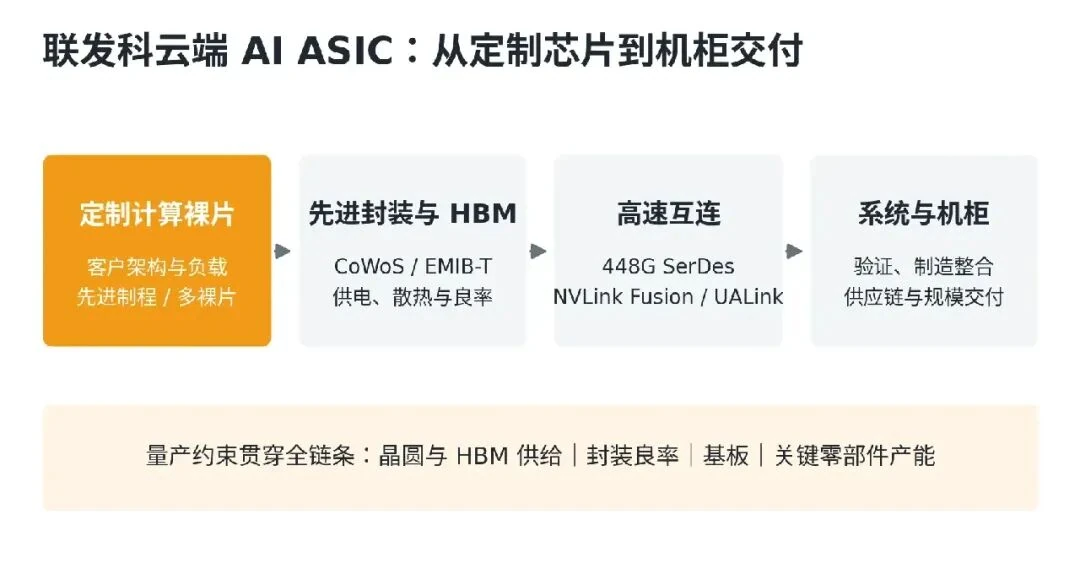 联发科云端 AI ASIC：从定制芯片到机柜交付
定制计算裸片
客户架构与负载
先进制程 / 多裸片
先进封装与 HBM
CoWoS / EMIB-T
供电、散热与良率
高速互连
448G SerDes
NVLink Fusion / UALink
系统与机柜
验证、制造整合
供应链与规模交付
量产约束贯穿全链条：晶圆与 HBM 供给｜封装良率｜基板｜关键零部件产能